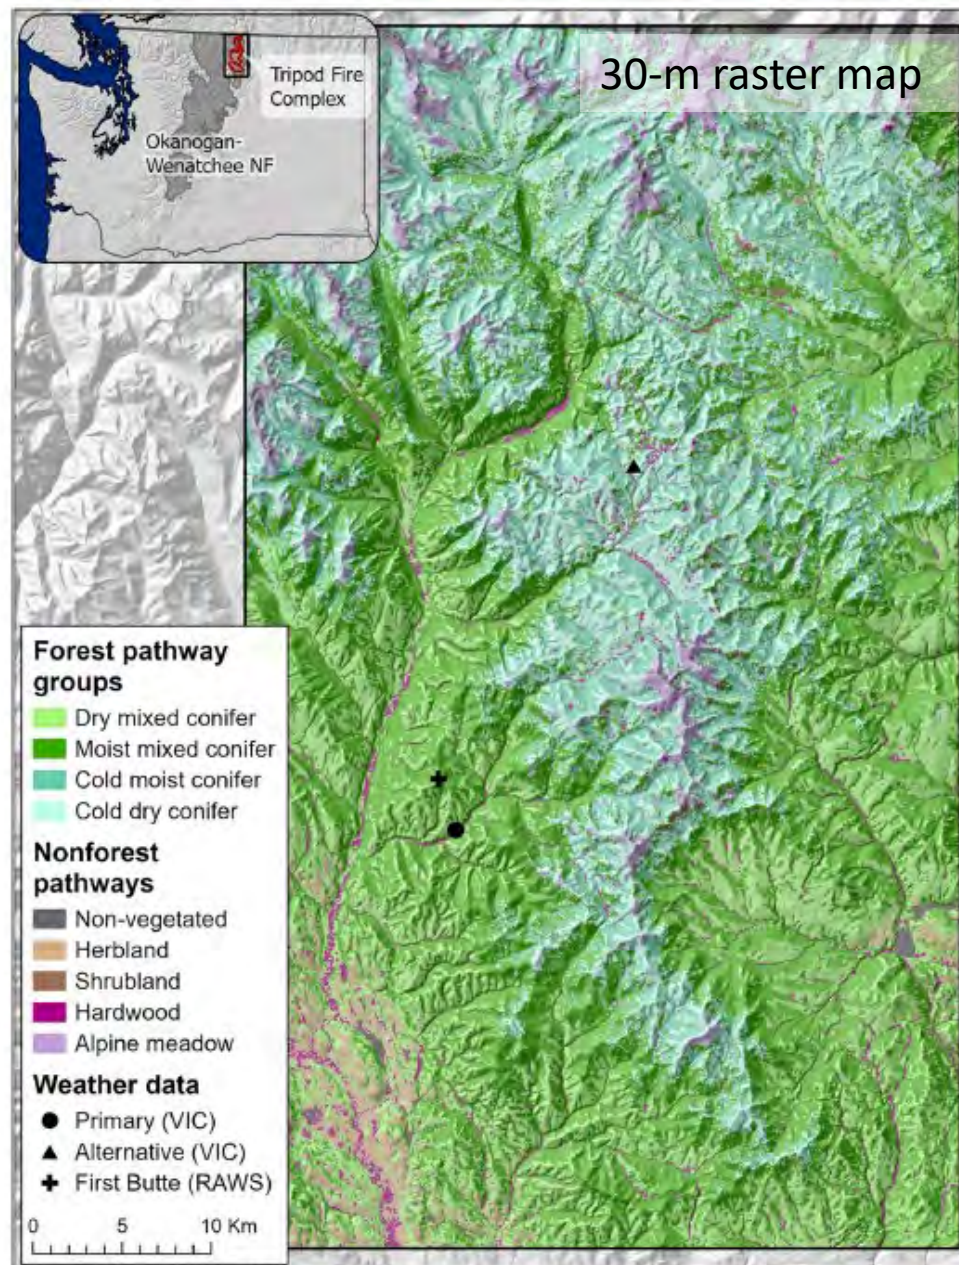 30-m raster map
Tripod Fire
Complex
Okanogan-
Wenatchee NF
Forest pathway
groups
Dry mixed conifer
Moist mixed conifer
Cold moist conifer
Cold dry conifer
Nonforest
pathways
Non-vegetated
Herbland
Shrubland
Hardwood
Alpine meadow
Weather data
Primary (VIC)
Alternative (VIC)
First Butte (RAWS)
0 5 10 Km